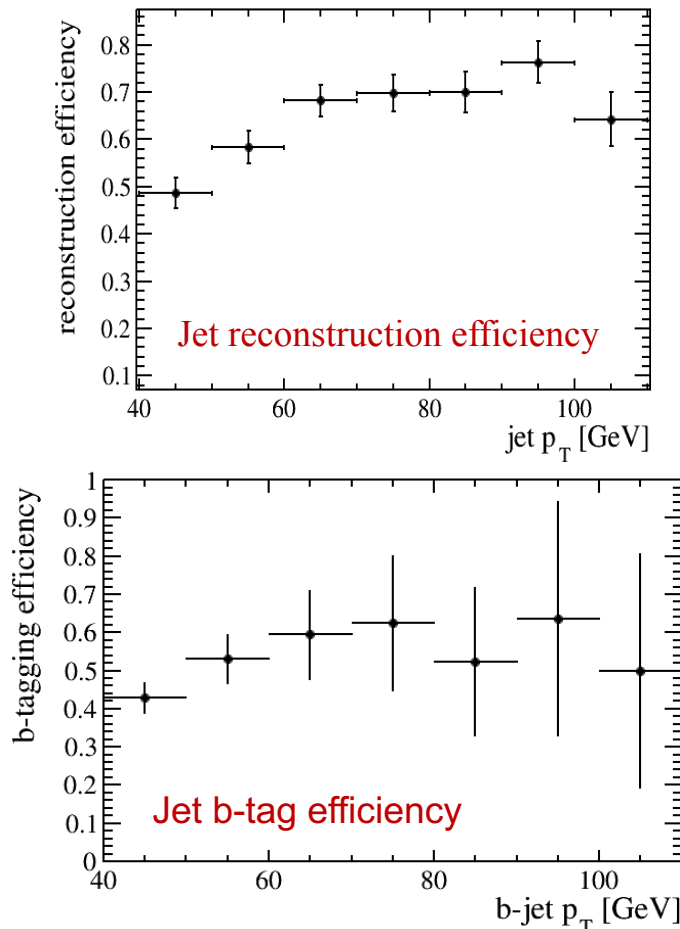 reconstruction efficiency
0.8
0.7
0.6
0.5
0.4
0.3
0.2
0.1
Jet reconstruction efficiency
40 60 80 100
jet p_T [GeV]
b-tagging efficiency
1
0.9
0.8
0.7
0.6
0.5
0.4
0.3
0.2
0.1
0
Jet b-tag efficiency
40 60 80 100
b-jet p_T [GeV]